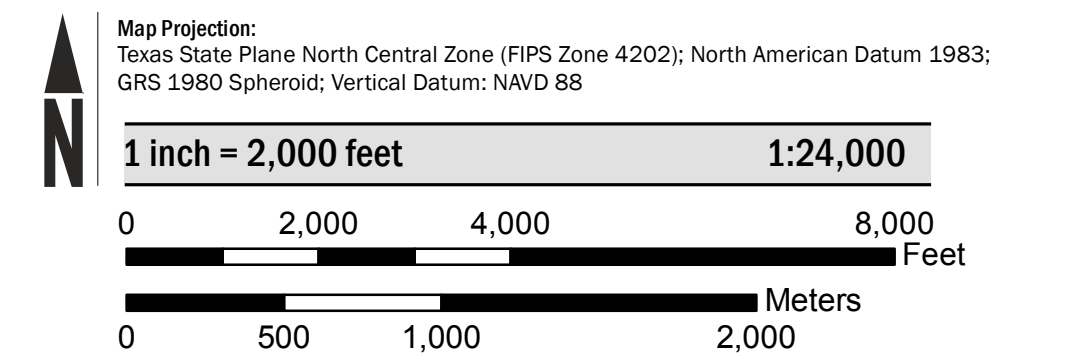 N
Map Projection:
Texas State Plane North Central Zone (FIPS Zone 4202); North American Datum 1983;
GRS 1980 Spheroid; Vertical Datum: NAVD 88
1 inch = 2,000 feet 1:24,000
0 2,000 4,000 8,000
Feet
Meters
0 500 1,000 2,000